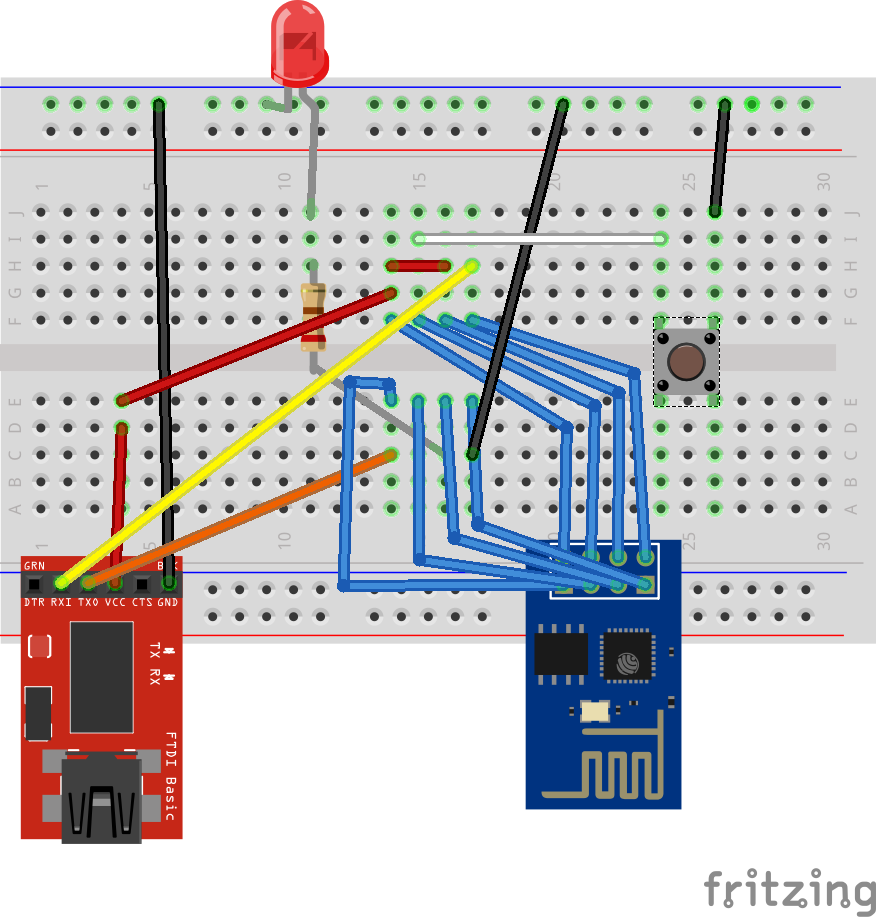 1 5 10 15 20 25 30
J J
I I
H H
G G
F F
E E
D D
C C
B B
A A
1 5 10 15 20 25 30
GRN BLK
DTR RXI TXO VCC CTS GND
TX
RX
FTDI Basic
fritzing